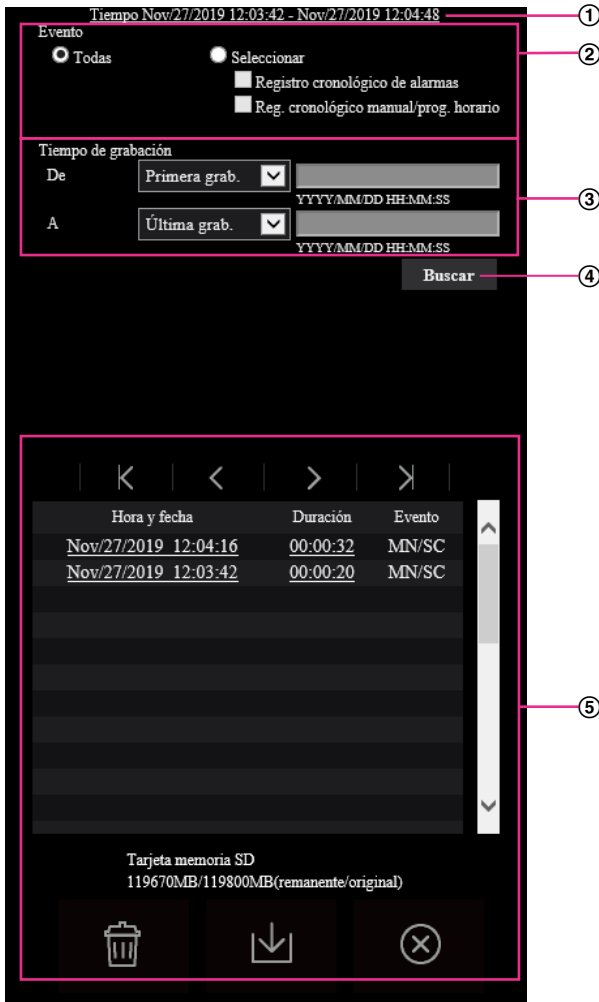 Tiempo Nov/27/2019 12:03:42 - Nov/27/2019 12:04:48 ①
Evento ②
Todas Seleccionar
Registro cronológico de alarmas
Reg. cronológico manual/prog. horario
Tiempo de grabación
De Primera grab. ③
YYYY/MM/DD HH:MM:SS
A Última grab.
YYYY/MM/DD HH:MM:SS
Buscar ④
Hora y fecha Duración Evento
Nov/27/2019 12:04:16 00:00:32 MN/SC
Nov/27/2019 12:03:42 00:00:20 MN/SC
⑤
Tarjeta memoria SD
119670MB/119800MB(remanente/original)